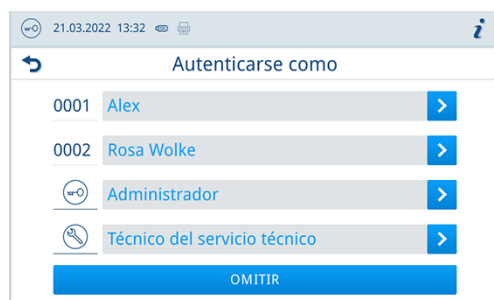 21.03.2022 13:32 i
Autenticarse como
0001 Alex
0002 Rosa Wolke
Administrador
Técnico del servicio técnico
OMITIR